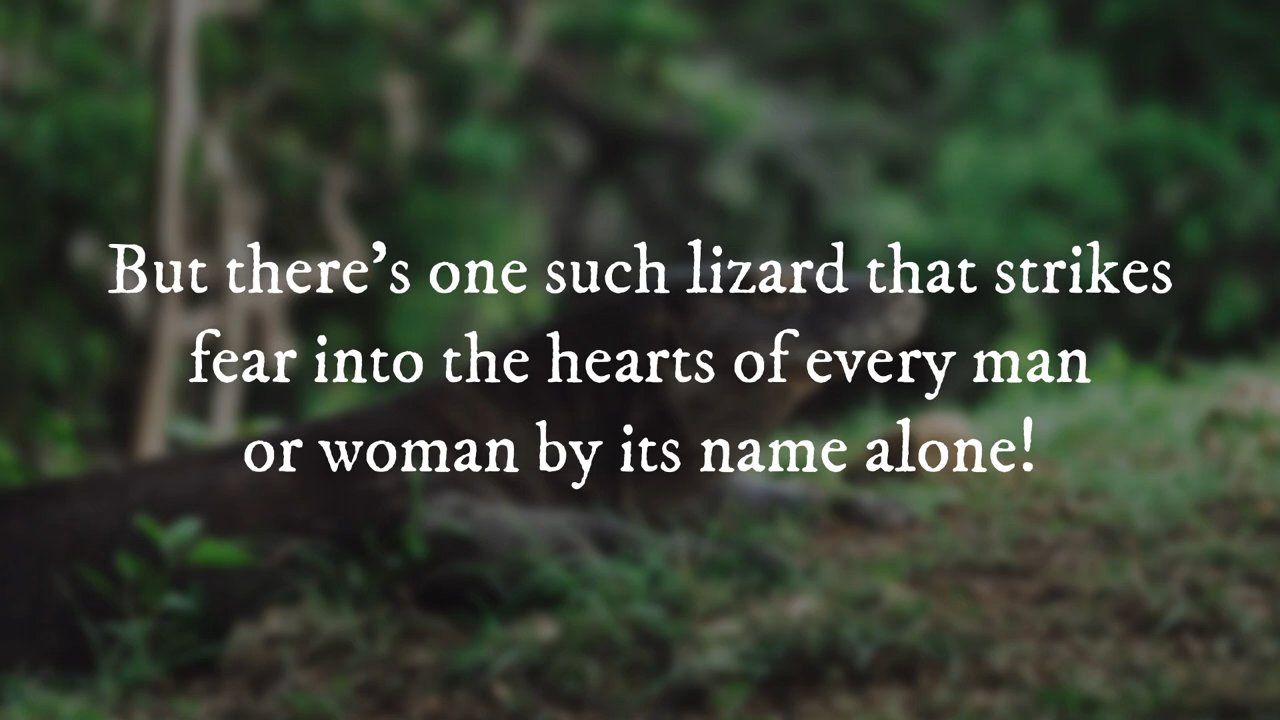 But there’s one such lizard that strikes
fear into the hearts of every man
or woman by its name alone!